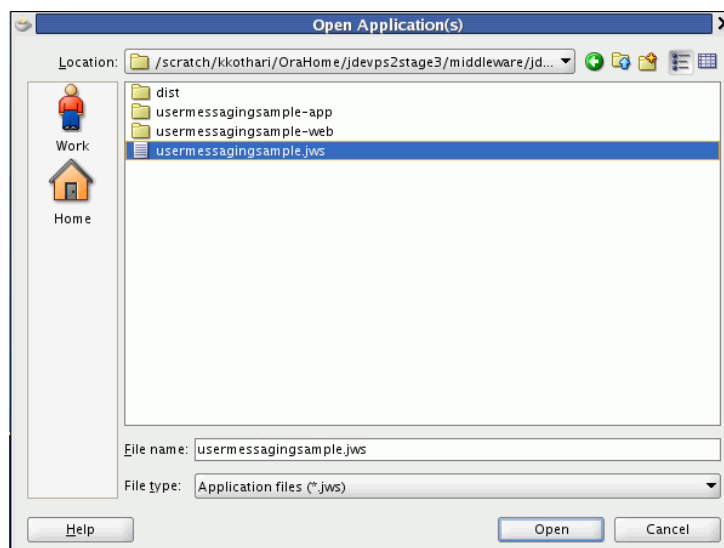 Open Application(s)
Location: /scratch/kkothari/OraHome/jdevps2stage3/middleware/jd...
Work
Home
dist
usermessagingsample-app
usermessagingsample-web
usermessagingsample.jws
File name: usermessagingsample.jws
File type: Application files (*.jws)
Help Open Cancel